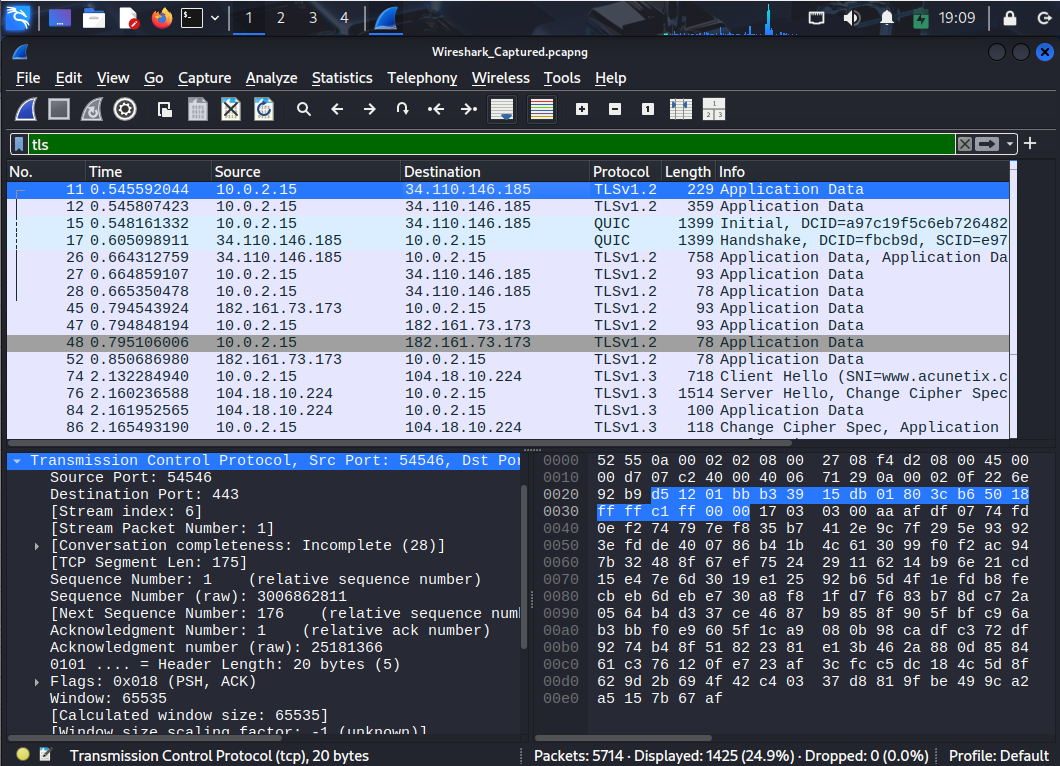 1 2 3 4 19:09
Wireshark_Captured.pcapng
File Edit View Go Capture Analyze Statistics Telephony Wireless Tools Help
tls
No. Time Source Destination Protocol Length Info
11 0.545592044 10.0.2.15 34.110.146.185 TLSv1.2 229 Application Data
12 0.545807423 10.0.2.15 34.110.146.185 TLSv1.2 359 Application Data
15 0.548161332 10.0.2.15 34.110.146.185 QUIC 1399 Initial, DCID=a97c19f5c6eb726482
17 0.605098911 34.110.146.185 10.0.2.15 QUIC 1399 Handshake, DCID=fbcb9d, SCID=e97
26 0.664312759 34.110.146.185 10.0.2.15 TLSv1.2 758 Application Data, Application Da
27 0.664859107 10.0.2.15 34.110.146.185 TLSv1.2 93 Application Data
28 0.665350478 10.0.2.15 34.110.146.185 TLSv1.2 78 Application Data
45 0.794543924 182.161.73.173 10.0.2.15 TLSv1.2 93 Application Data
47 0.794848194 10.0.2.15 182.161.73.173 TLSv1.2 93 Application Data
48 0.795106006 10.0.2.15 182.161.73.173 TLSv1.2 78 Application Data
52 0.850686980 182.161.73.173 10.0.2.15 TLSv1.2 78 Application Data
74 2.132284940 10.0.2.15 104.18.10.224 TLSv1.3 718 Client Hello (SNI=www.acunetix.c
76 2.160236588 104.18.10.224 10.0.2.15 TLSv1.3 1514 Server Hello, Change Cipher Spec
84 2.161952565 104.18.10.224 10.0.2.15 TLSv1.3 100 Application Data
86 2.165493190 10.0.2.15 104.18.10.224 TLSv1.3 118 Change Cipher Spec, Application
Transmission Control Protocol, Src Port: 54546, Dst Por
Source Port: 54546
Destination Port: 443
[Stream index: 6]
[Stream Packet Number: 1]
[Conversation completeness: Incomplete (28)]
[TCP Segment Len: 175]
Sequence Number: 1 (relative sequence number)
Sequence Number (raw): 3006862811
[Next Sequence Number: 176 (relative sequence num
Acknowledgment Number: 1 (relative ack number)
Acknowledgment number (raw): 25181366
0101 .... = Header Length: 20 bytes (5)
Flags: 0x018 (PSH, ACK)
Window: 65535
[Calculated window size: 65535]
[Window size scaling factor: -1 (unknown)]
0000 52 55 0a 00 02 02 08 00 27 08 f4 d2 08 00 45 00
0010 00 d7 07 c2 40 00 40 06 71 29 0a 00 02 0f 22 6e
0020 92 b9 d5 12 01 bb b3 39 15 db 01 80 3c b6 50 18
0030 ff ff c1 ff 00 00 17 03 03 00 aa af df 07 74 fd
0040 0e f2 74 79 7e f8 35 b7 41 2e 9c 7f 29 5e 93 92
0050 3e fd de 40 07 86 b4 1b 4c 61 30 99 f0 f2 ac 94
0060 7b 32 48 8f 67 ef 75 24 29 11 62 14 b9 6e 21 cd
0070 15 e4 7e 6d 30 19 e1 25 92 b6 5d 4f 1e fd b8 fe
0080 cb eb 6d eb e7 30 a8 f8 1f d7 f6 83 b7 8d c7 2a
0090 05 64 b4 d3 37 ce 46 87 b9 85 8f 90 5f bf c9 6a
00a0 b3 bb f0 e9 60 5f 1c a9 08 0b 98 ca df c3 72 df
00b0 92 74 b4 8f 51 82 23 81 e1 3b 46 2a 88 0d 85 84
00c0 61 c3 76 12 0f e7 23 af 3c fc c5 dc 18 4c 5d 8f
00d0 62 9d 2b 69 4f 42 c4 03 37 d8 81 9f be 49 9c a2
00e0 a5 15 7b 67 af
Transmission Control Protocol (tcp), 20 bytes Packets: 5714 · Displayed: 1425 (24.9%) · Dropped: 0 (0.0%) Profile: Default